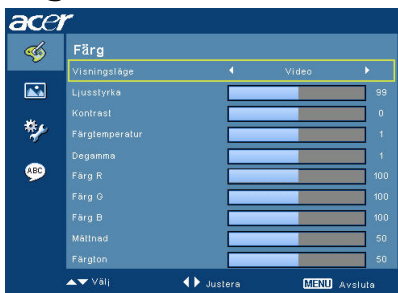 acer
Färg
Visningsläge Video
Ljusstyrka 99
Kontrast 0
Färgtemperatur 1
Degamma 1
Färg R 100
Färg G 100
Färg B 100
Mättnad 50
Färgton 50
ABC
Välj Justera MENU Avsluta